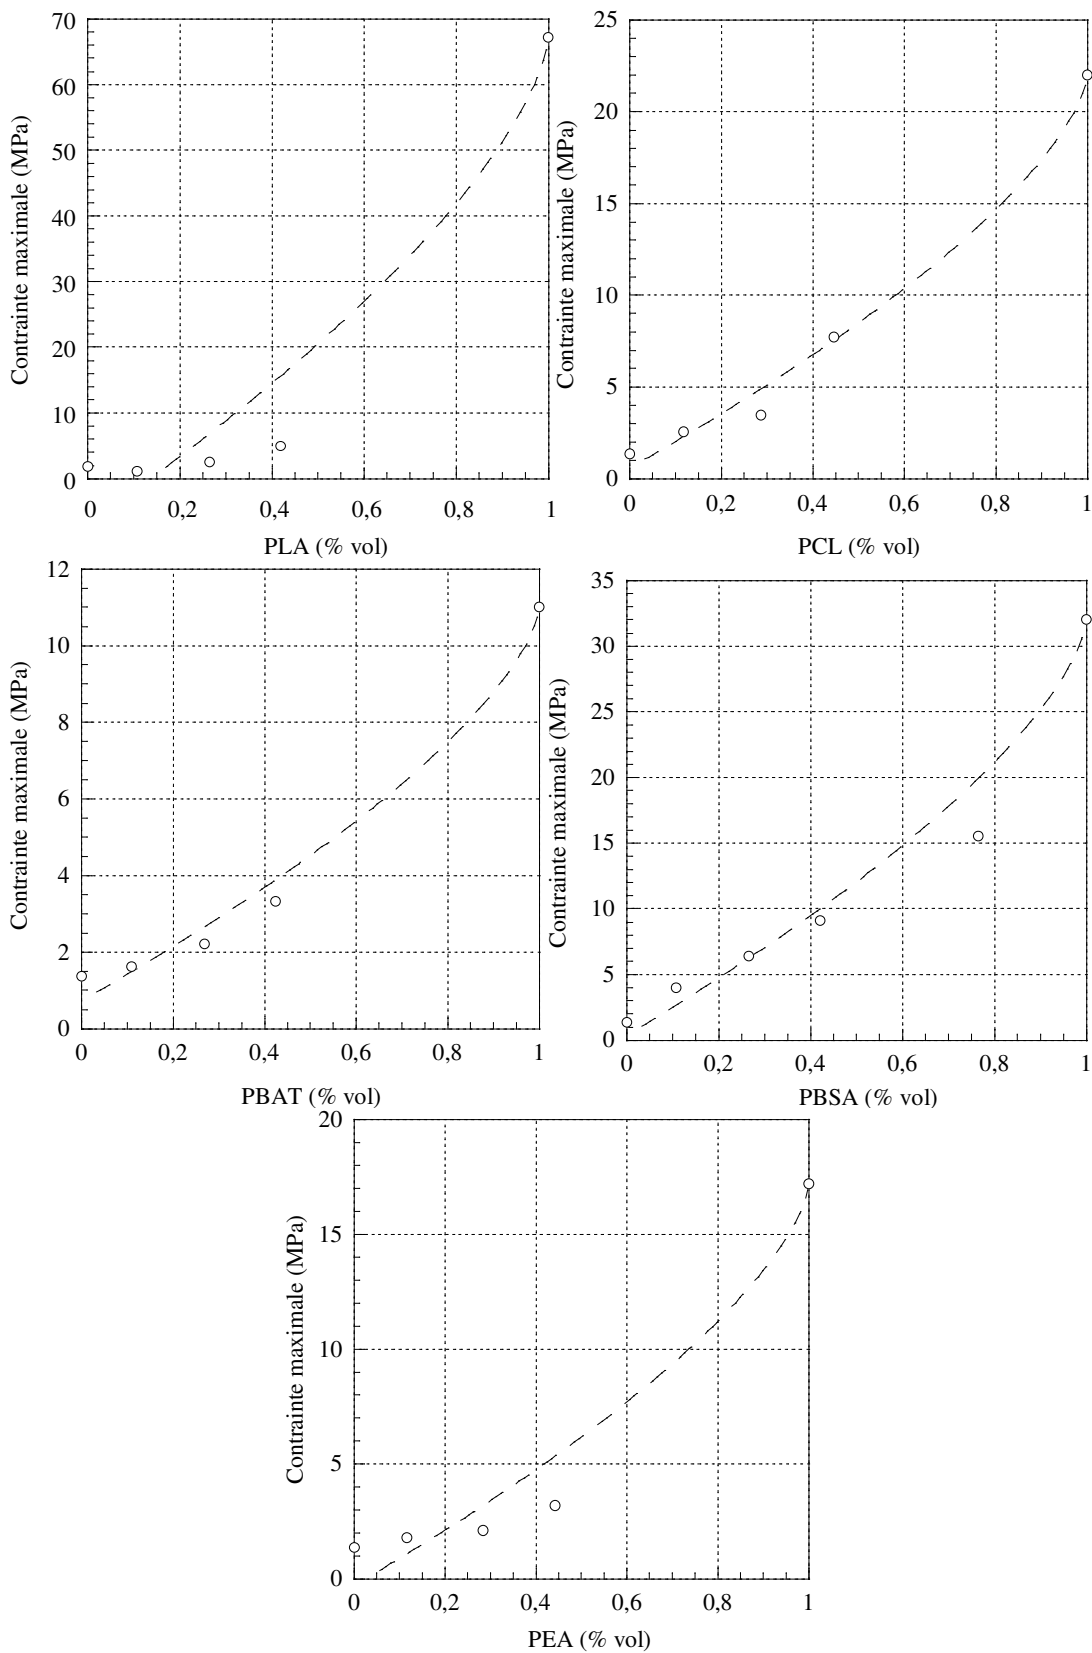 70
60
50
40
30
20
10
0
Contrainte maximale (MPa)
0 0,2 0,4 0,6 0,8 1
PLA (% vol)
25
20
15
10
5
0
Contrainte maximale (MPa)
0 0,2 0,4 0,6 0,8 1
PCL (% vol)
12
10
8
6
4
2
0
Contrainte maximale (MPa)
0 0,2 0,4 0,6 0,8 1
PBAT (% vol)
35
30
25
20
15
10
5
0
Contrainte maximale (MPa)
0 0,2 0,4 0,6 0,8 1
PBSA (% vol)
20
15
10
5
0
Contrainte maximale (MPa)
0 0,2 0,4 0,6 0,8 1
PEA (% vol)